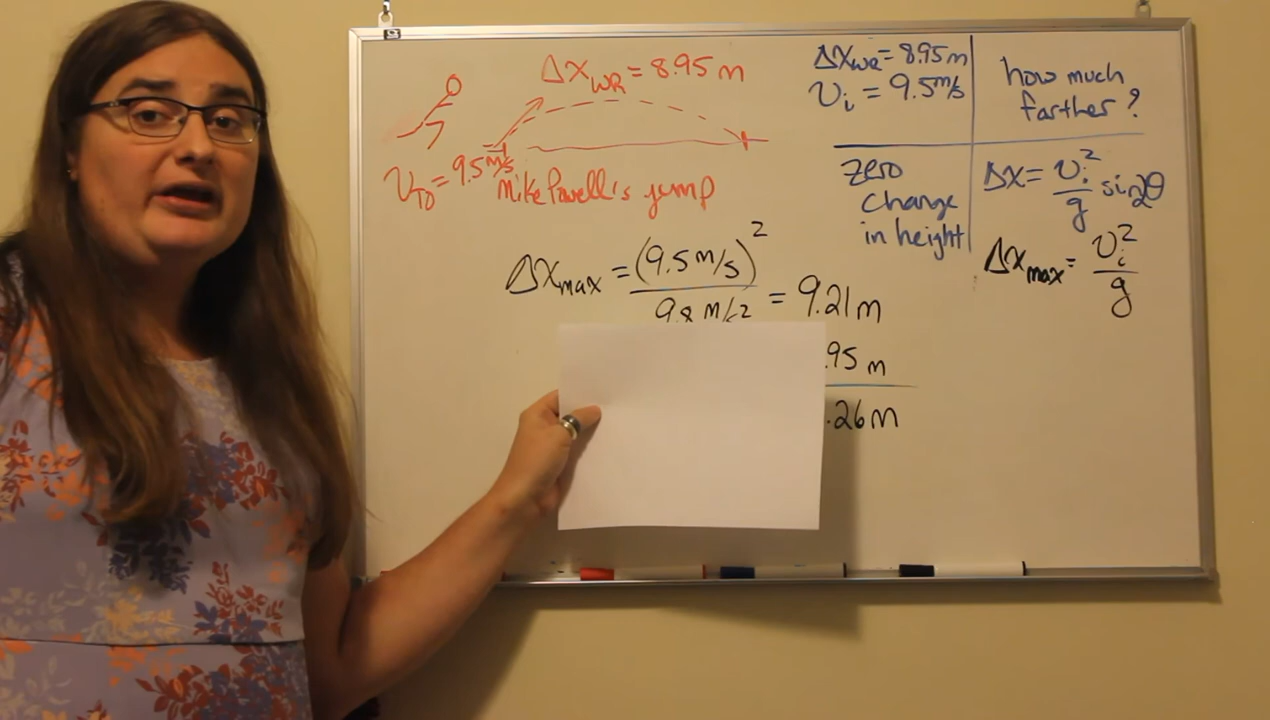 Δx_WR = 8.95 m
v_TO = 9.5 m/s
Mike Powell's jump
Δx_WR = 8.95 m
v_i = 9.5 m/s
how much
farther?
zero
change
in height
Δx = v_i²/g sin2θ
Δx_max = v_i²/g
Δx_max = (9.5 m/s)²/9.8 m/s² = 9.21 m
.95 m
.26 m